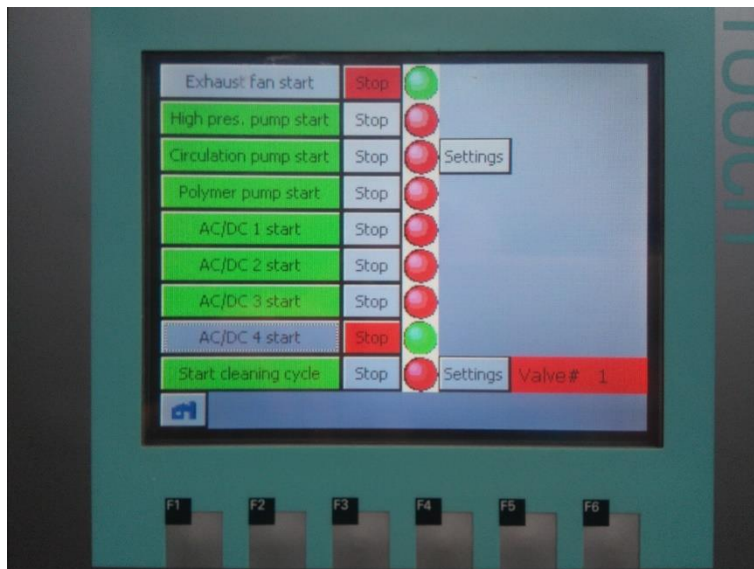 Exhaust fan start Stop
High pres. pump start Stop
Circulation pump start Stop Settings
Polymer pump start Stop
AC/DC 1 start Stop
AC/DC 2 start Stop
AC/DC 3 start Stop
AC/DC 4 start Stop
Start cleaning cycle Stop Settings Valve# 1
F1 F2 F3 F4 F5 F6
TOUCH